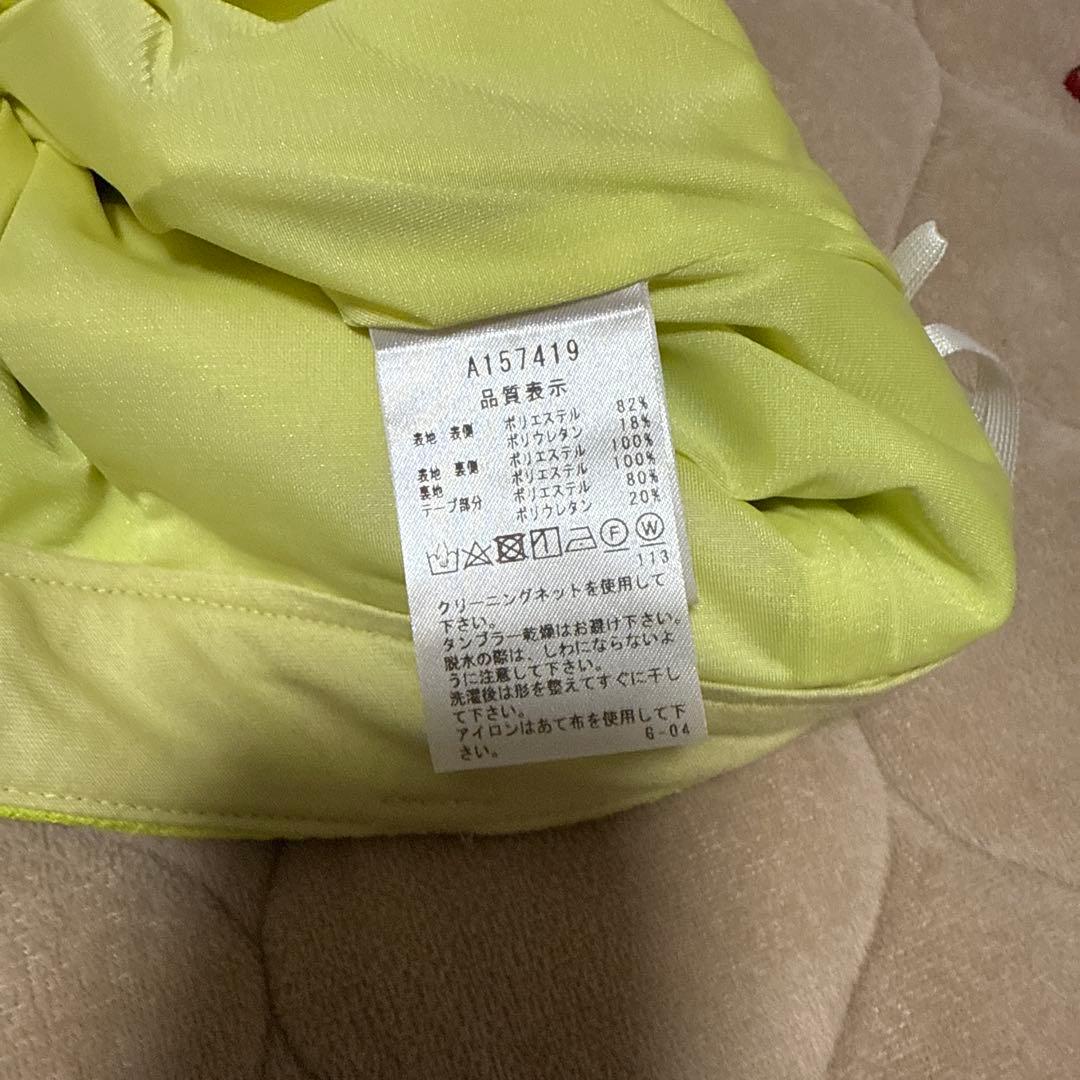 A157419
品質表示
表地 表側 ポリエステル 82%
ポリウレタン 18%
表地 裏側 ポリエステル 100%
裏地 ポリエステル 100%
テープ部分 ポリエステル 80%
ポリウレタン 20%
F W
113
クリーニングネットを使用して
下さい。
タンブラー乾燥はお避け下さい。
脱水の際は、しわにならないよ
うに注意して下さい。
洗濯後は形を整えてすぐに干し
て下さい。
アイロンはあて布を使用して下
さい。 6-04